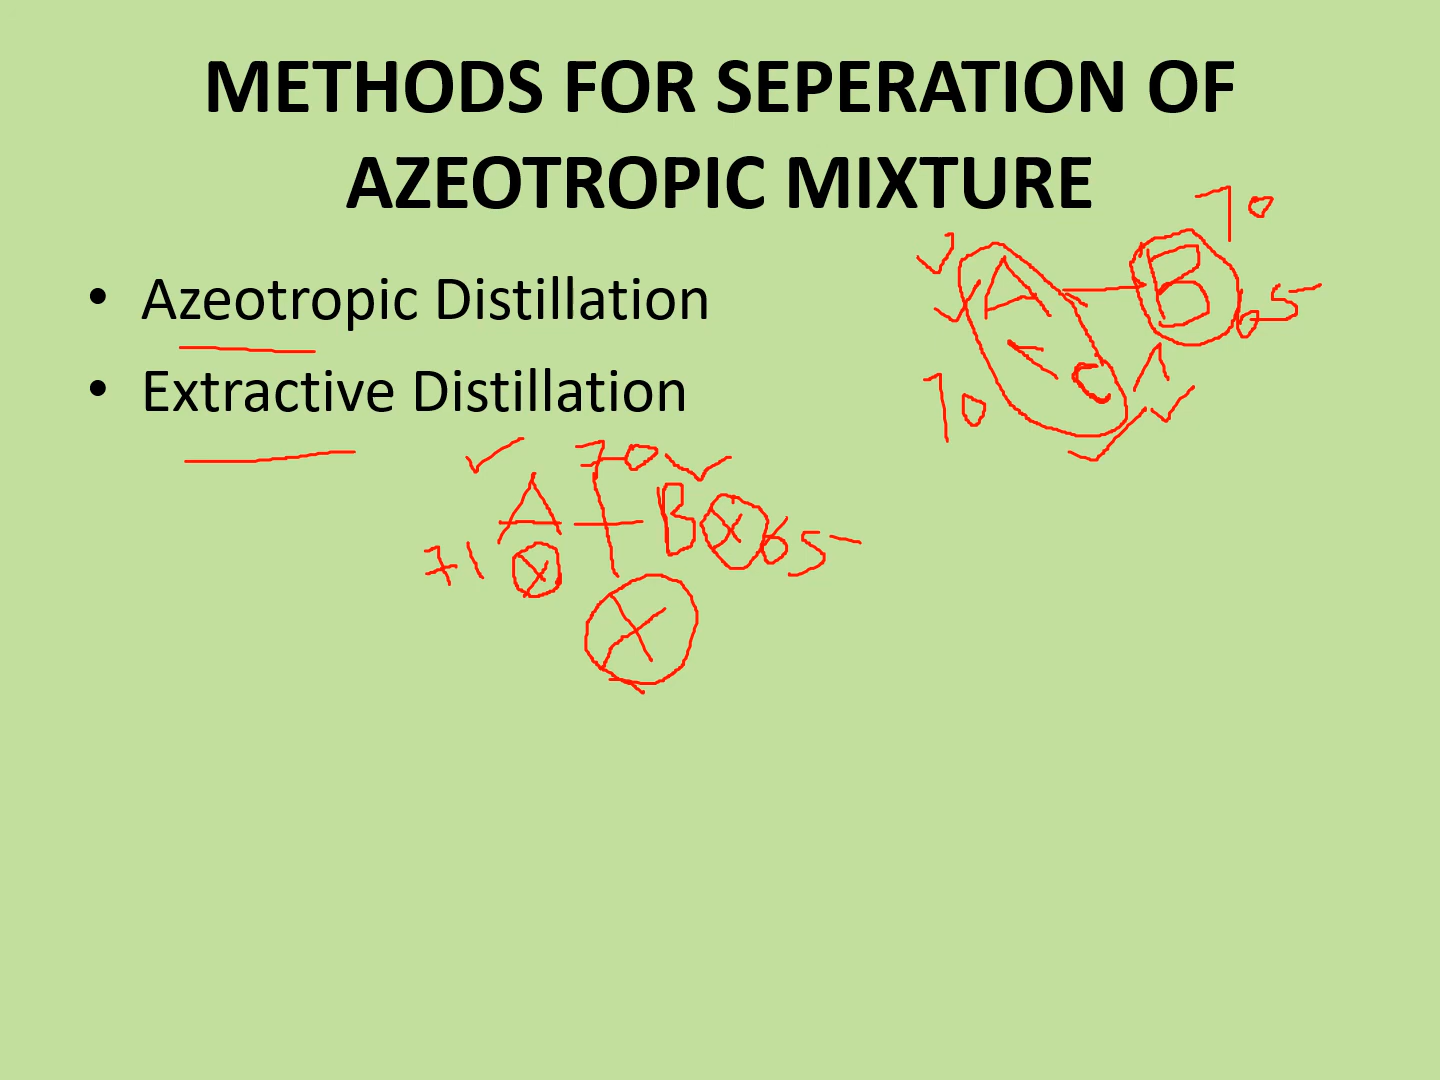 METHODS FOR SEPERATION OF
AZEOTROPIC MIXTURE
• Azeotropic Distillation
• Extractive Distillation
70
A B
65
C
70
70
A + B 65
71